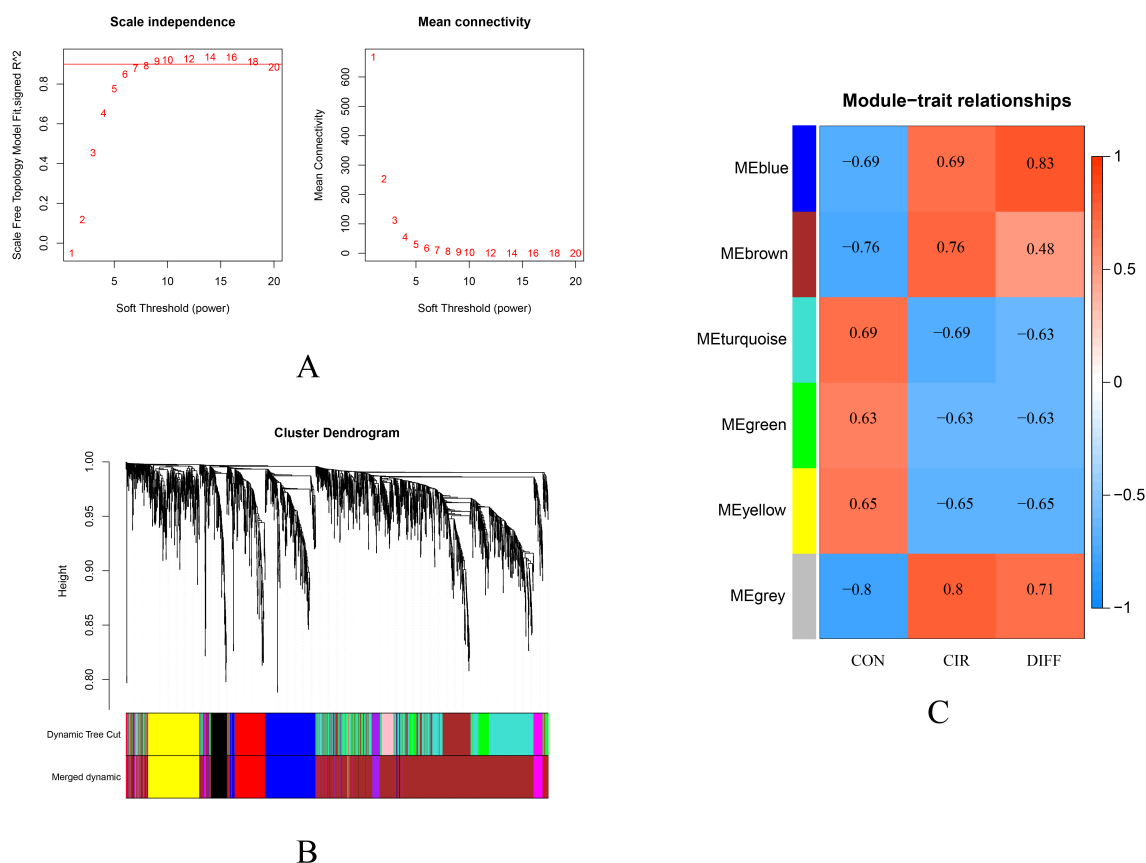 Scale independence
Scale Free Topology Model Fit,signed R^2
0.0 0.2 0.4 0.6 0.8
1 2 3 4 5 6 7 8 9 10 12 14 16 18 20
5 10 15 20
Soft Threshold (power)
Mean connectivity
Mean Connectivity
0 100 200 300 400 500 600
1 2 3 4 5 6 7 8 9 10 12 14 16 18 20
5 10 15 20
Soft Threshold (power)
A
Cluster Dendrogram
Height
0.80 0.85 0.90 0.95 1.00
Dynamic Tree Cut
Merged dynamic
B
Module−trait relationships
MEblue −0.69 0.69 0.83
MEbrown −0.76 0.76 0.48
MEturquoise 0.69 −0.69 −0.63
MEgreen 0.63 −0.63 −0.63
MEyellow 0.65 −0.65 −0.65
MEgrey −0.8 0.8 0.71
CON CIR DIFF
1
0.5
0
−0.5
−1
C